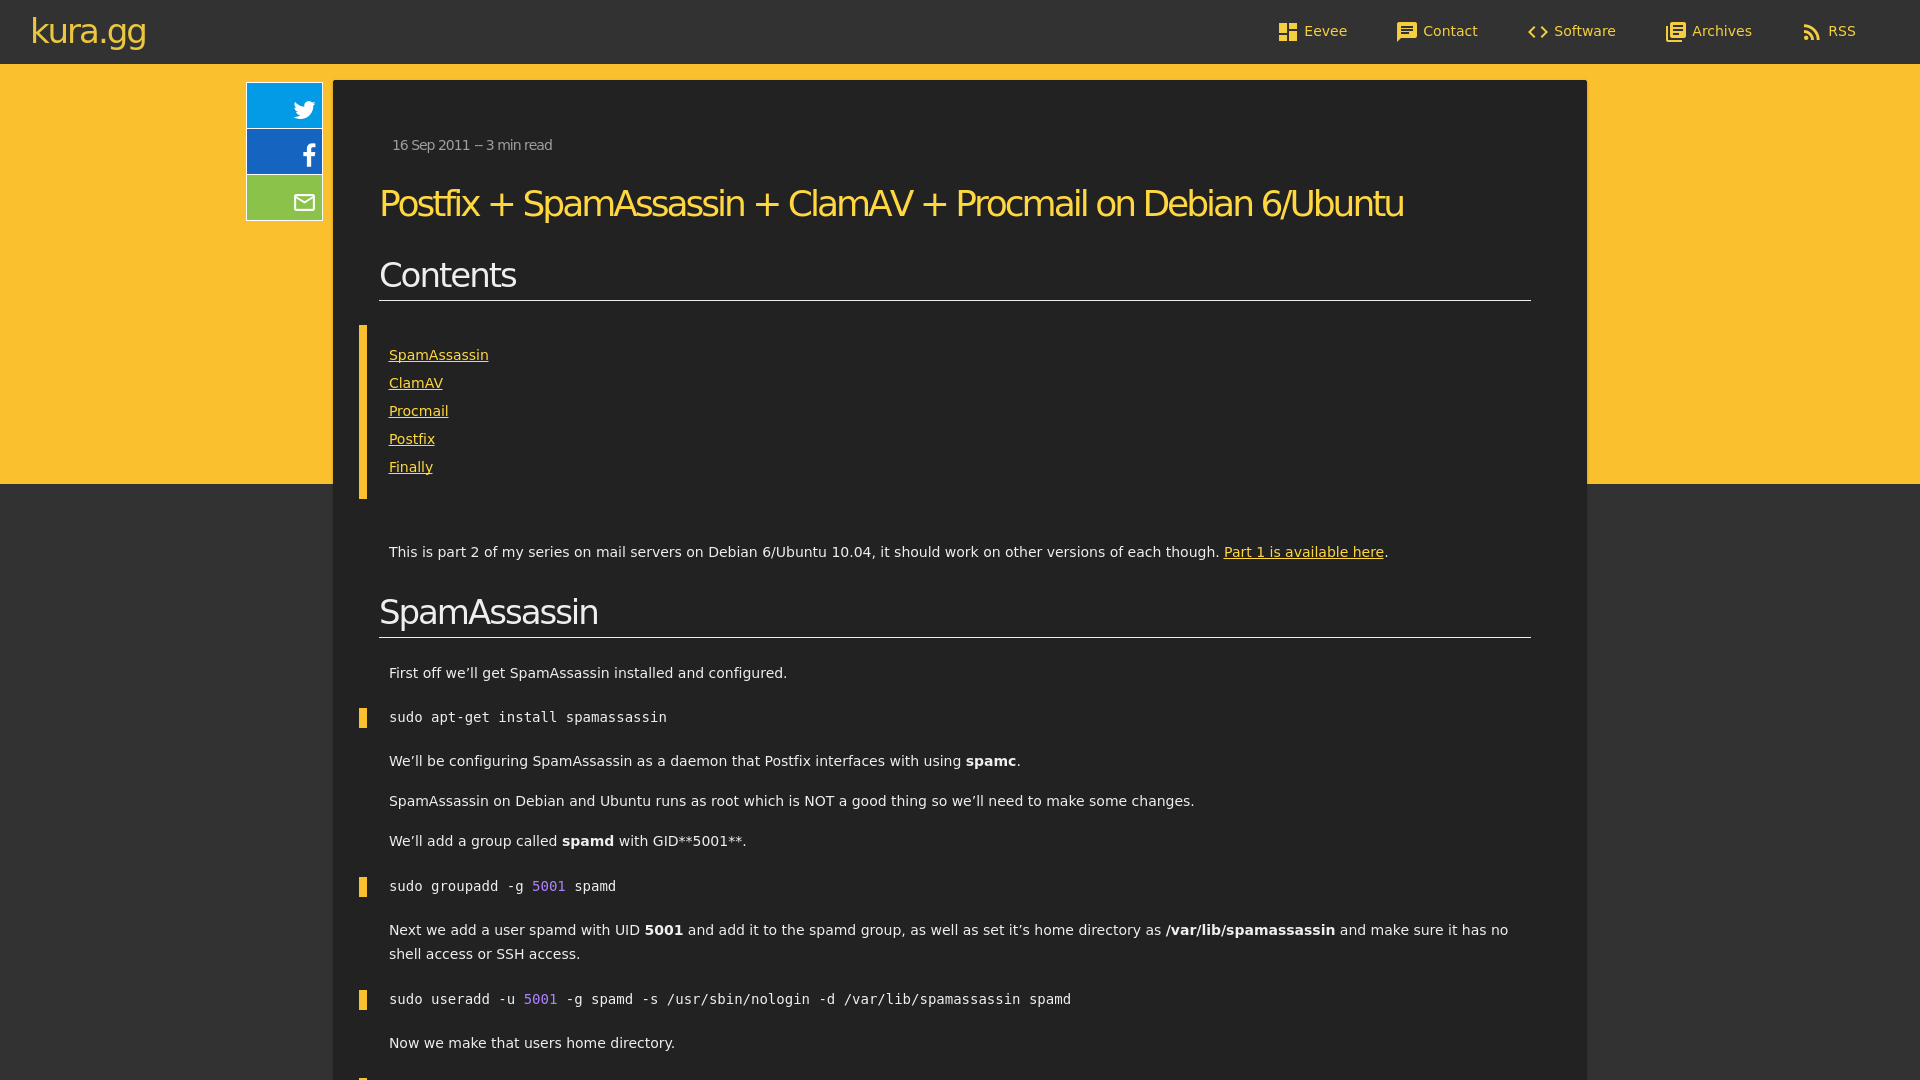 kura.gg
Eevee
Contact
Software
Archives
RSS
16 Sep 2011 — 3 min read
Postfix + SpamAssassin + ClamAV + Procmail on Debian 6/Ubuntu
Contents
SpamAssassin
ClamAV
Procmail
Postfix
Finally
This is part 2 of my series on mail servers on Debian 6/Ubuntu 10.04, it should work on other versions of each though. Part 1 is available here.
SpamAssassin
First off we’ll get SpamAssassin installed and configured.
sudo apt-get install spamassassin
We’ll be configuring SpamAssassin as a daemon that Postfix interfaces with using spamc.
SpamAssassin on Debian and Ubuntu runs as root which is NOT a good thing so we’ll need to make some changes.
We’ll add a group called spamd with GID**5001**.
sudo groupadd -g 5001 spamd
Next we add a user spamd with UID 5001 and add it to the spamd group, as well as set it’s home directory as /var/lib/spamassassin and make sure it has no
shell access or SSH access.
sudo useradd -u 5001 -g spamd -s /usr/sbin/nologin -d /var/lib/spamassassin spamd
Now we make that users home directory.